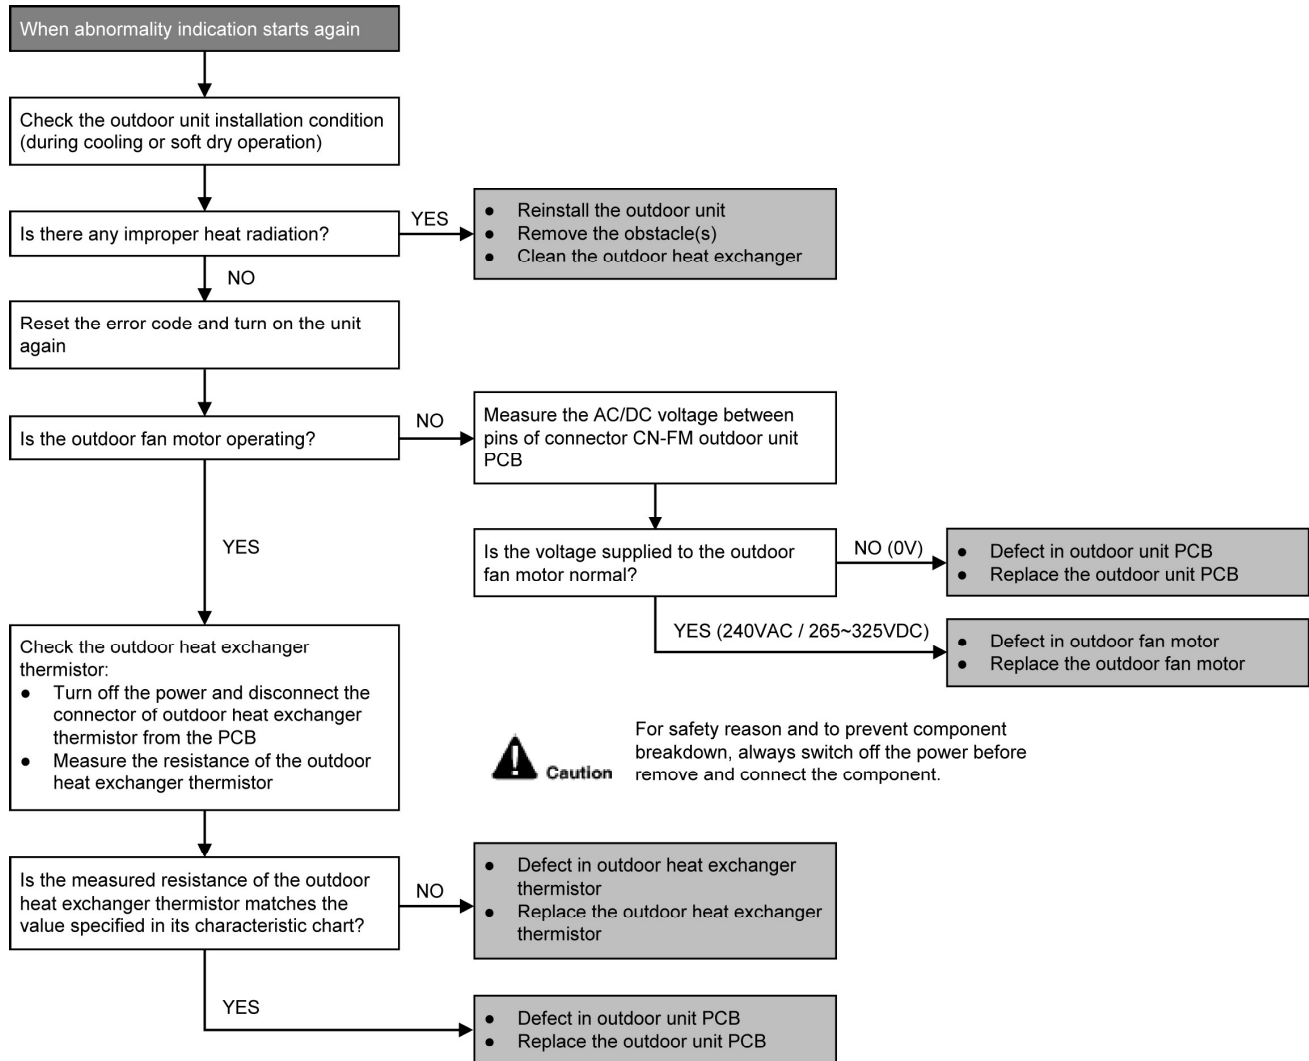 When abnormality indication starts again
Check the outdoor unit installation condition
(during cooling or soft dry operation)
Is there any improper heat radiation?
YES
● Reinstall the outdoor unit
● Remove the obstacle(s)
● Clean the outdoor heat exchanger
NO
Reset the error code and turn on the unit
again
Is the outdoor fan motor operating?
NO
Measure the AC/DC voltage between
pins of connector CN-FM outdoor unit
PCB
YES
Is the voltage supplied to the outdoor
fan motor normal?
NO (0V)
● Defect in outdoor unit PCB
● Replace the outdoor unit PCB
YES (240VAC / 265~325VDC)
● Defect in outdoor fan motor
● Replace the outdoor fan motor
Check the outdoor heat exchanger
thermistor:
● Turn off the power and disconnect the
connector of outdoor heat exchanger
thermistor from the PCB
● Measure the resistance of the outdoor
heat exchanger thermistor
Caution
For safety reason and to prevent component
breakdown, always switch off the power before
remove and connect the component.
Is the measured resistance of the outdoor
heat exchanger thermistor matches the
value specified in its characteristic chart?
NO
● Defect in outdoor heat exchanger
thermistor
● Replace the outdoor heat exchanger
thermistor
YES
● Defect in outdoor unit PCB
● Replace the outdoor unit PCB